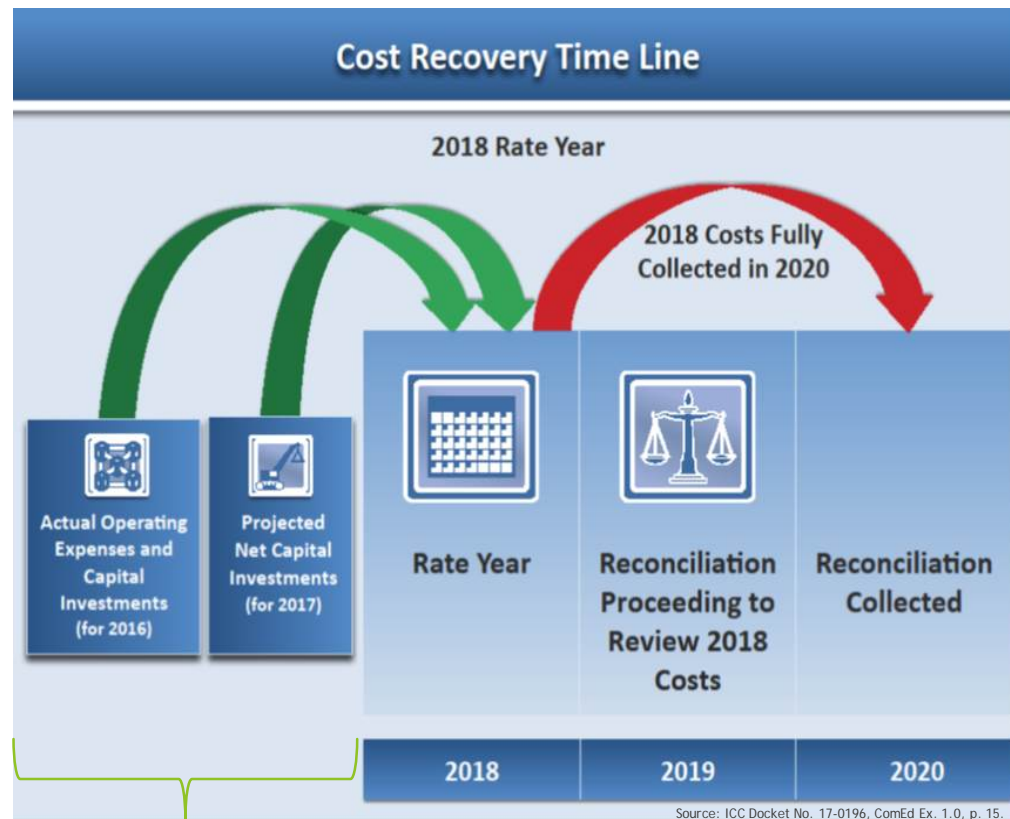 Cost Recovery Time Line
2018 Rate Year
2018 Costs Fully
Collected in 2020
Actual Operating
Expenses and
Capital
Investments
(for 2016)
Projected
Net Capital
Investments
(for 2017)
Rate Year
Reconciliation
Proceeding to
Review 2018
Costs
Reconciliation
Collected
2018
2019
2020
Source: ICC Docket No. 17-0196, ComEd Ex. 1.0, p. 15.